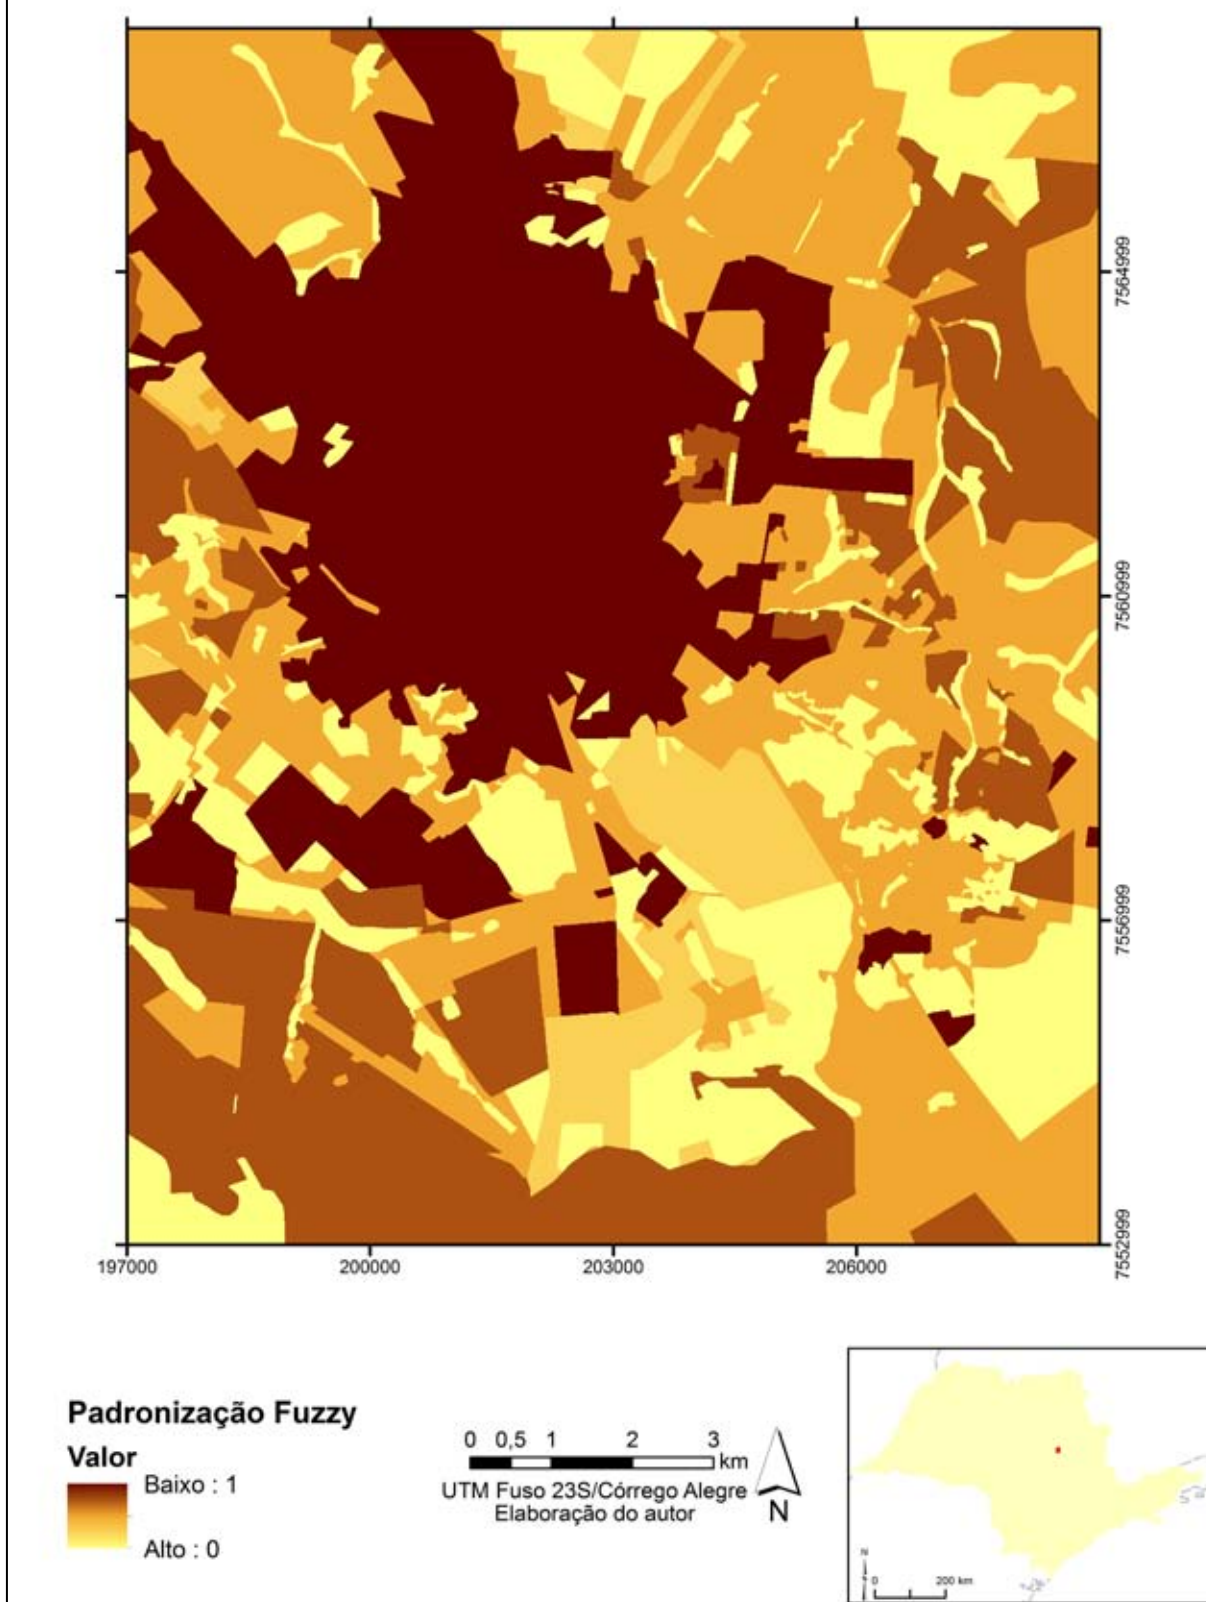 7564999
7560999
7556999
7552999
197000 200000 203000 206000
Padronização Fuzzy
Valor
Baixo : 1
Alto : 0
0 0,5 1 2 3
km
UTM Fuso 23S/Córrego Alegre
Elaboração do autor
N
N
0 200 km